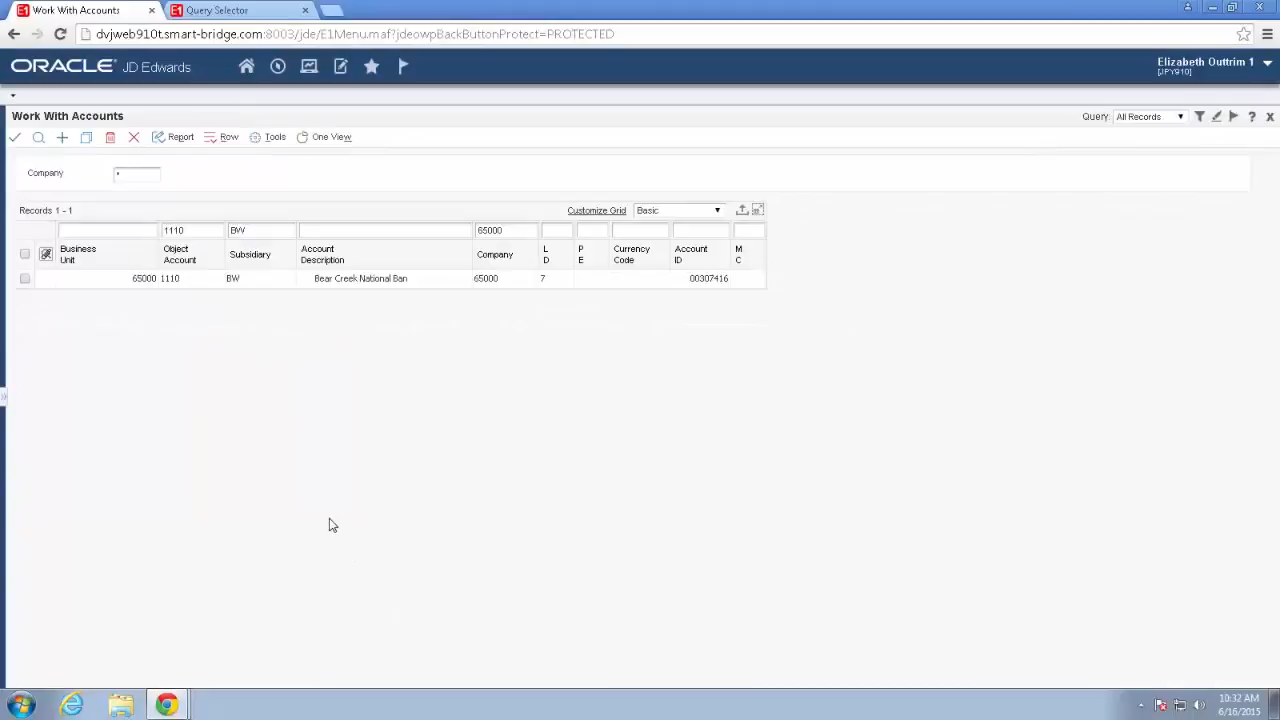 Work With Accounts
Query Selector
dvjweb910t.smart-bridge.com:8003/jde/E1Menu.maf?jdeowpBackButtonProtect=PROTECTED
ORACLE JD Edwards
Elizabeth Outtrim 1
[JPY910]
Work With Accounts
Query: All Records
Report Row Tools One View
Company *
Records 1 - 1
Customize Grid Basic
1110 BW 65000
Business Unit Object Account Subsidiary Account Description Company L D P E Currency Code Account ID M C
65000 1110 BW Bear Creek National Ban 65000 7 00307416
10:32 AM
6/16/2015